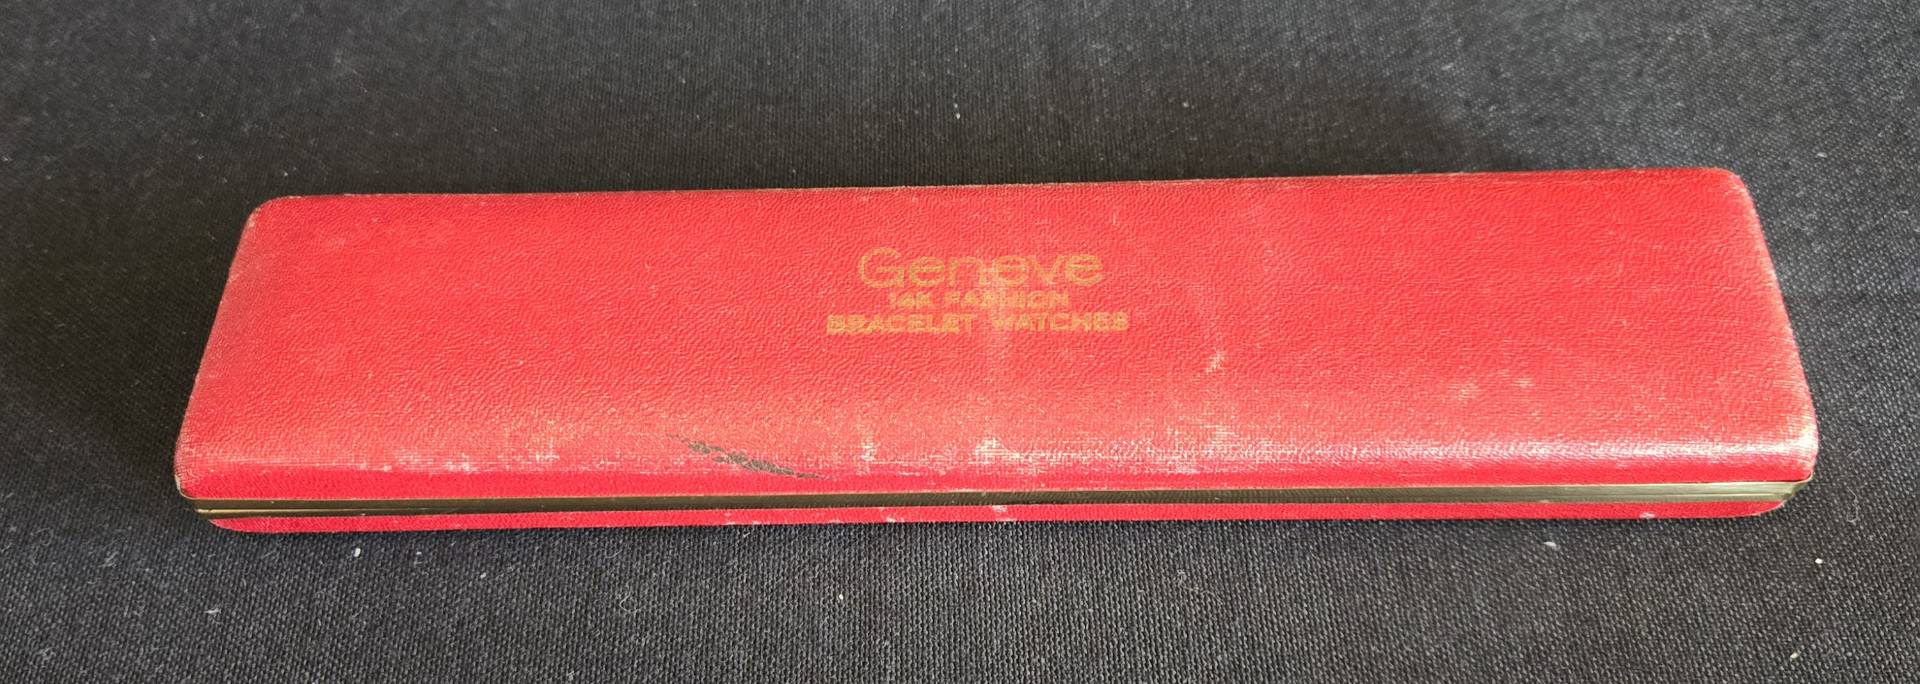 Geneve
14K FASHION
BRACELET WATCHES